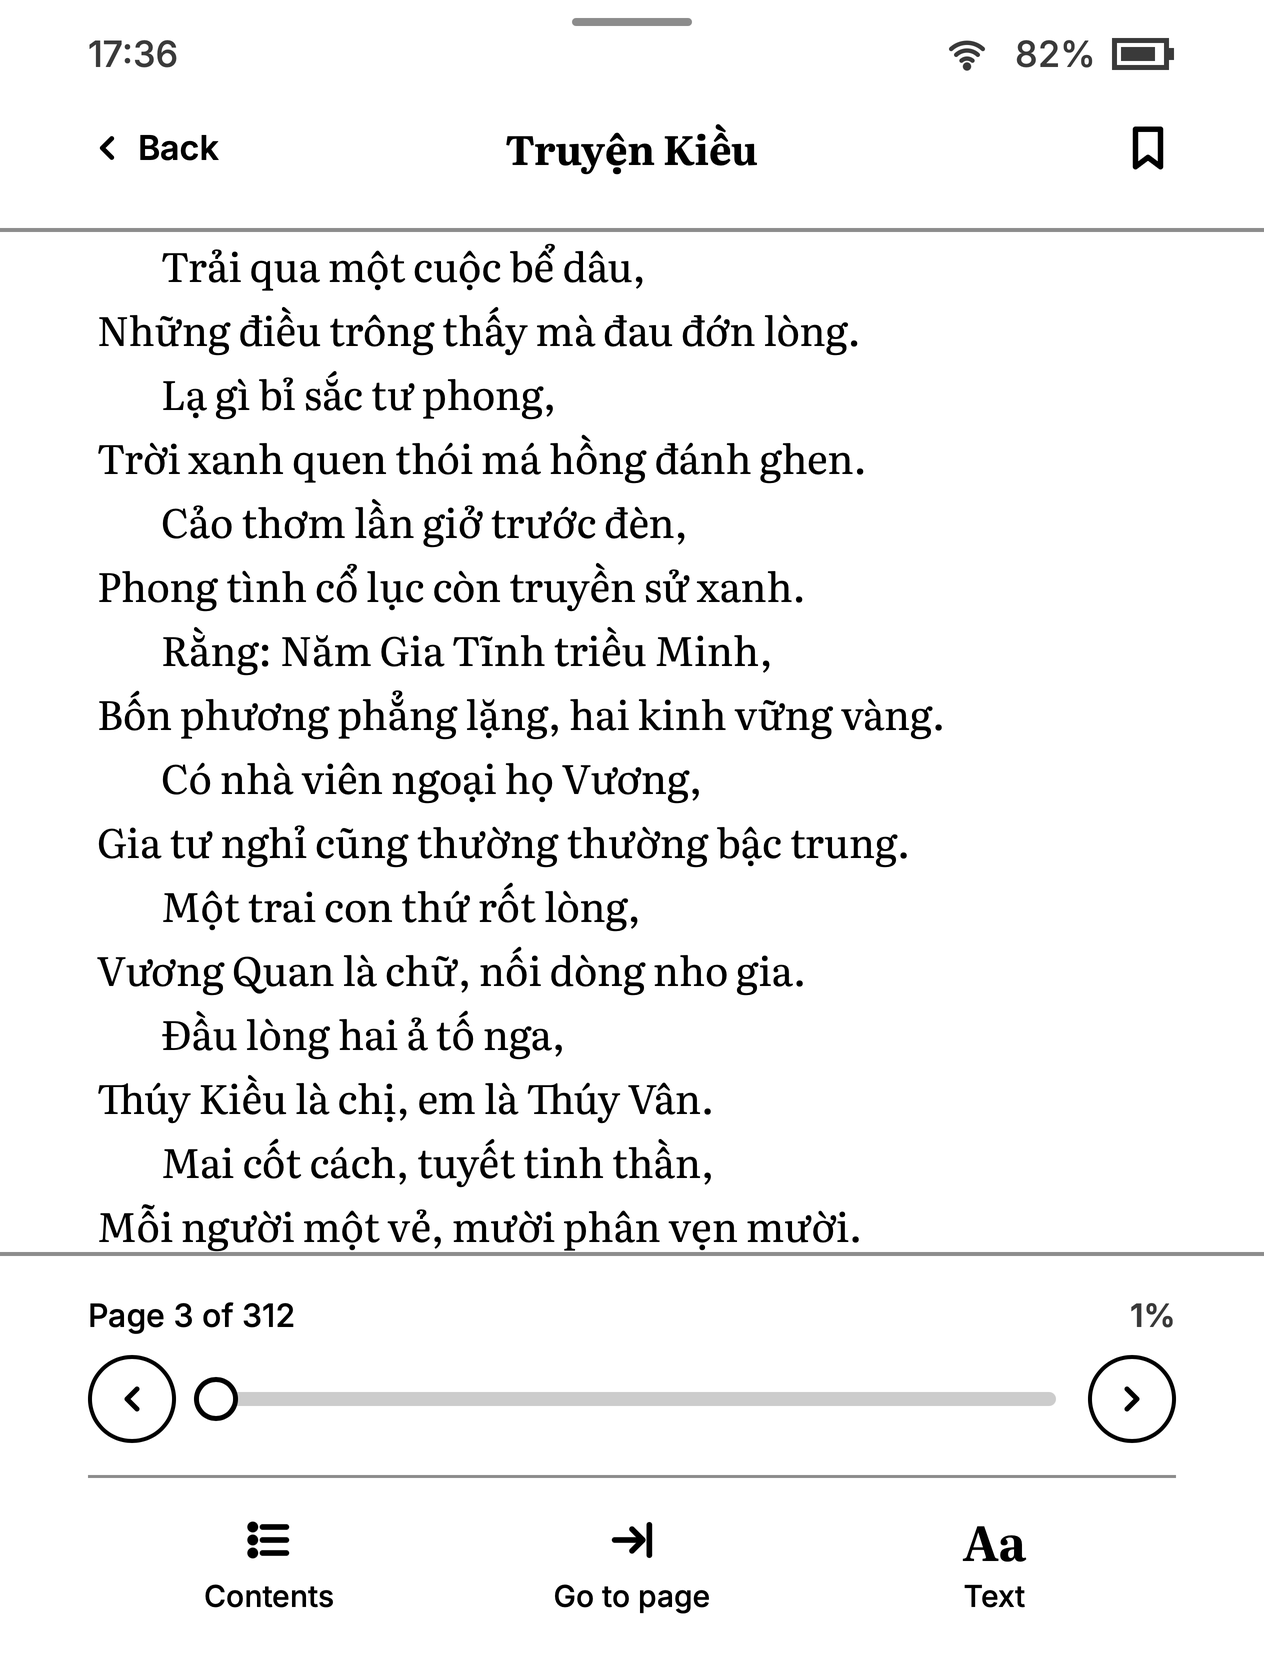 17:36
82%
Back
Truyện Kiều
Trải qua một cuộc bể dâu,
Những điều trông thấy mà đau đớn lòng.
Lạ gì bỉ sắc tư phong,
Trời xanh quen thói má hồng đánh ghen.
Cảo thơm lần giở trước đèn,
Phong tình cổ lục còn truyền sử xanh.
Rằng: Năm Gia Tĩnh triều Minh,
Bốn phương phẳng lặng, hai kinh vững vàng.
Có nhà viên ngoại họ Vương,
Gia tư nghỉ cũng thường thường bậc trung.
Một trai con thứ rốt lòng,
Vương Quan là chữ, nối dòng nho gia.
Đầu lòng hai ả tố nga,
Thúy Kiều là chị, em là Thúy Vân.
Mai cốt cách, tuyết tinh thần,
Mỗi người một vẻ, mười phân vẹn mười.
Page 3 of 312
1%
Contents
Go to page
Aa
Text